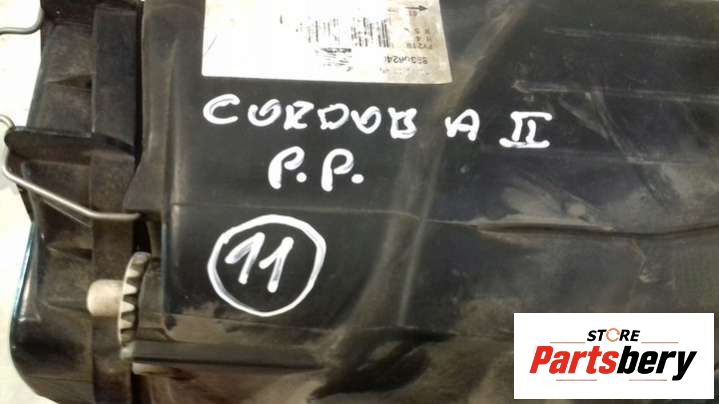 CORDOBA II
P.P.
11
STORE
Partsbery